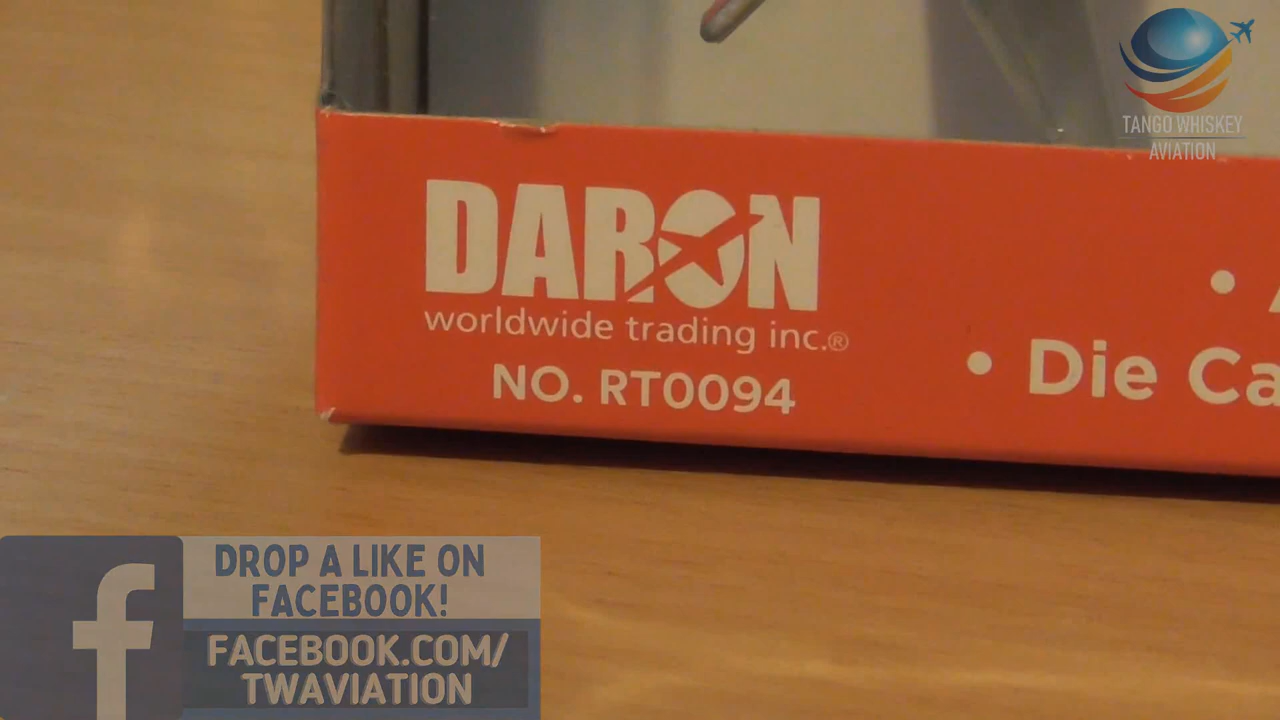 TANGO WHISKEY
AVIATION
DARON
worldwide trading inc.®
NO. RT0094
•
• Die Ca
DROP A LIKE ON
FACEBOOK!
FACEBOOK.COM/
TWAVIATION